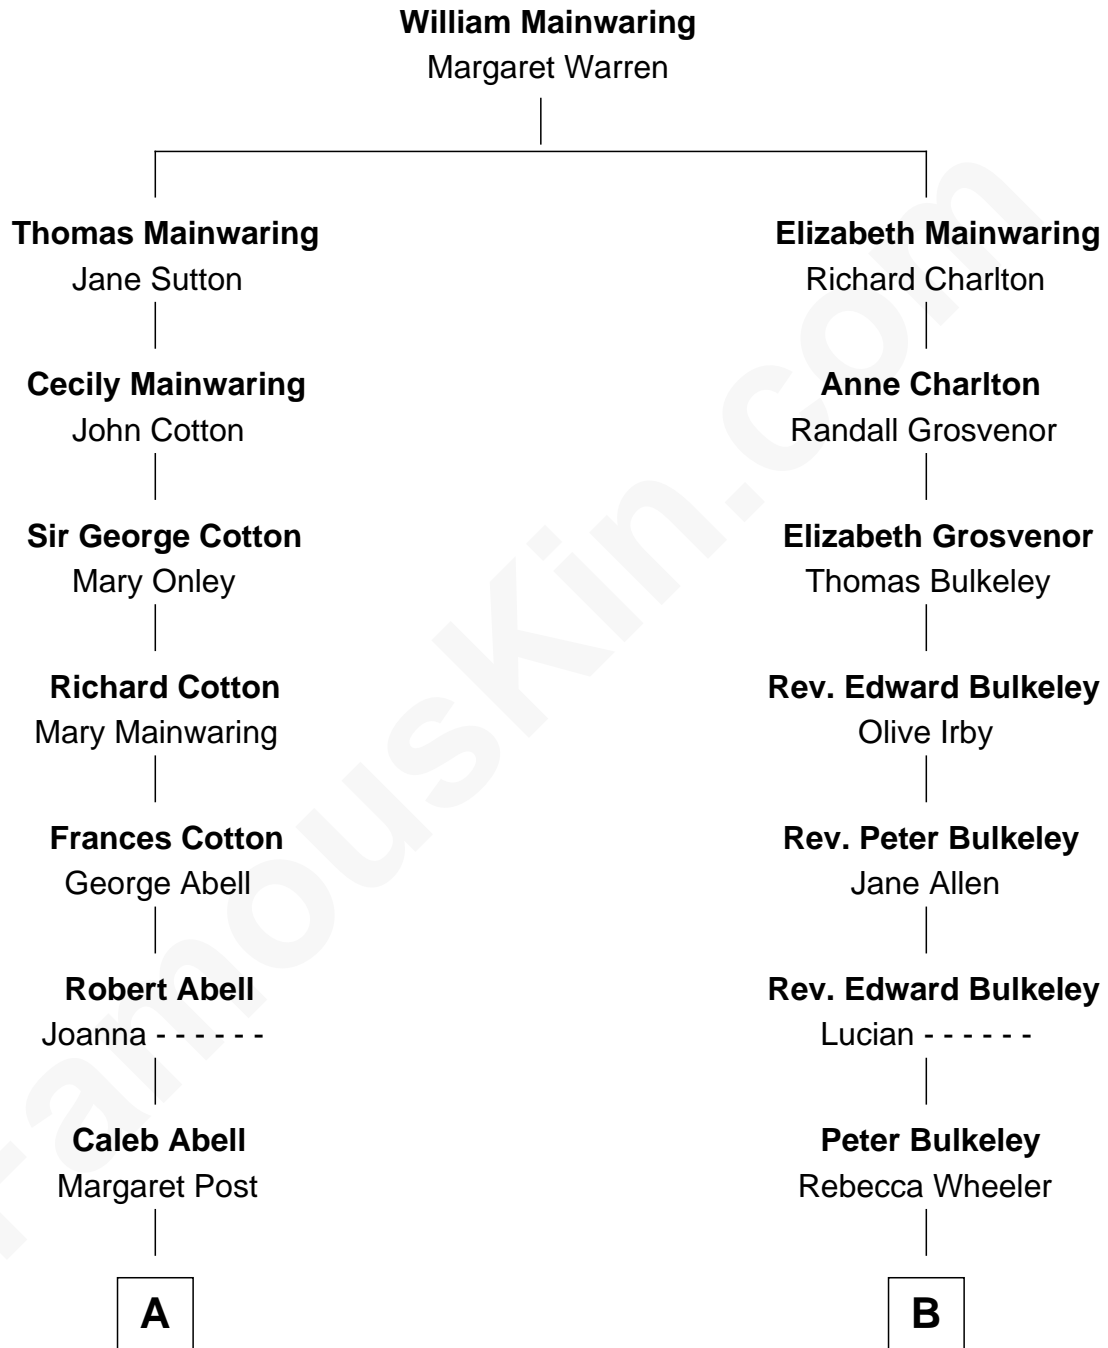 William Mainwaring
Margaret Warren
Thomas Mainwaring
Jane Sutton
Elizabeth Mainwaring
Richard Charlton
Cecily Mainwaring
John Cotton
Anne Charlton
Randall Grosvenor
Sir George Cotton
Mary Onley
Elizabeth Grosvenor
Thomas Bulkeley
Richard Cotton
Mary Mainwaring
Rev. Edward Bulkeley
Olive Irby
Frances Cotton
George Abell
Rev. Peter Bulkeley
Jane Allen
Robert Abell
Joanna - - - - - -
Rev. Edward Bulkeley
Lucian - - - - - -
Caleb Abell
Margaret Post
Peter Bulkeley
Rebecca Wheeler
A
B
FamousKin.com